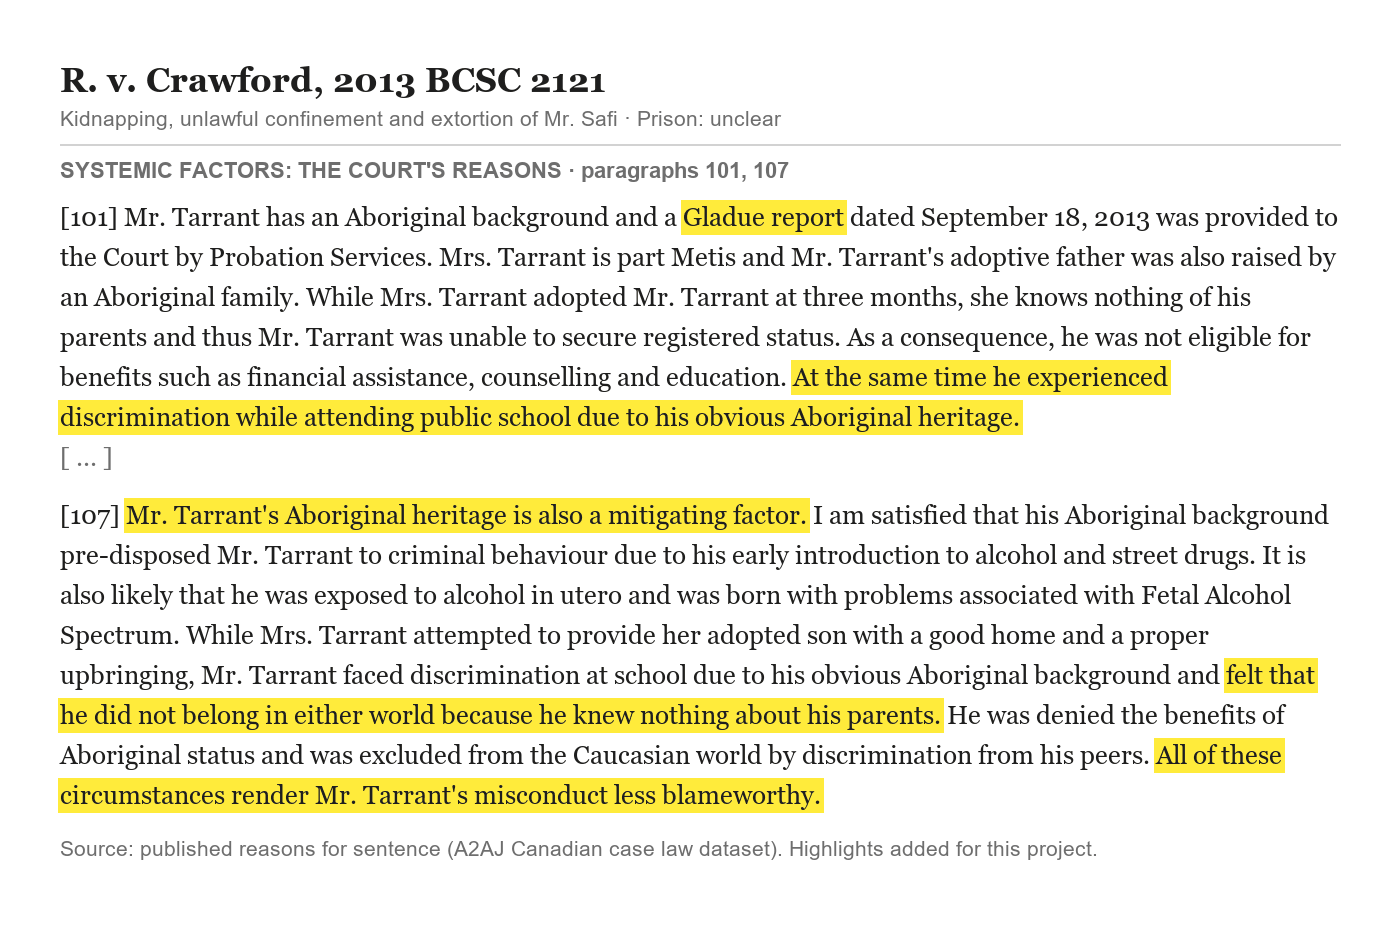 R. v. Crawford, 2013 BCSC 2121
Kidnapping, unlawful confinement and extortion of Mr. Safi · Prison: unclear
SYSTEMIC FACTORS: THE COURT'S REASONS · paragraphs 101, 107
[101] Mr. Tarrant has an Aboriginal background and a Gladue report dated September 18, 2013 was provided to
the Court by Probation Services. Mrs. Tarrant is part Metis and Mr. Tarrant's adoptive father was also raised by
an Aboriginal family. While Mrs. Tarrant adopted Mr. Tarrant at three months, she knows nothing of his
parents and thus Mr. Tarrant was unable to secure registered status. As a consequence, he was not eligible for
benefits such as financial assistance, counselling and education. At the same time he experienced
discrimination while attending public school due to his obvious Aboriginal heritage.
[ ... ]
[107] Mr. Tarrant's Aboriginal heritage is also a mitigating factor. I am satisfied that his Aboriginal background
pre-disposed Mr. Tarrant to criminal behaviour due to his early introduction to alcohol and street drugs. It is
also likely that he was exposed to alcohol in utero and was born with problems associated with Fetal Alcohol
Spectrum. While Mrs. Tarrant attempted to provide her adopted son with a good home and a proper
upbringing, Mr. Tarrant faced discrimination at school due to his obvious Aboriginal background and felt that
he did not belong in either world because he knew nothing about his parents. He was denied the benefits of
Aboriginal status and was excluded from the Caucasian world by discrimination from his peers. All of these
circumstances render Mr. Tarrant's misconduct less blameworthy.
Source: published reasons for sentence (A2AJ Canadian case law dataset). Highlights added for this project.